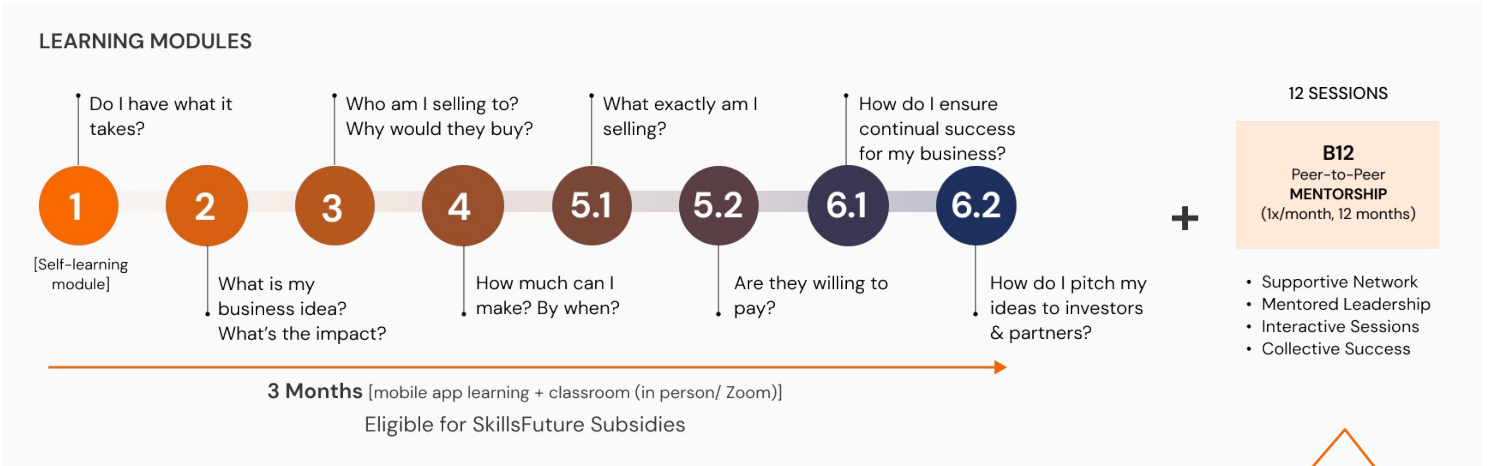 LEARNING MODULES
Do I have what it
takes?
Who am I selling to?
Why would they buy?
What exactly am I
selling?
How do I ensure
continual success
for my business?
1
2
3
4
5.1
5.2
6.1
6.2
[Self-learning
module]
What is my
business idea?
What's the impact?
How much can I
make? By when?
Are they willing to
pay?
How do I pitch my
ideas to investors
& partners?
3 Months [mobile app learning + classroom (in person/ Zoom)]
Eligible for SkillsFuture Subsidies
+
12 SESSIONS
B12
Peer-to-Peer
MENTORSHIP
(1x/month, 12 months)
• Supportive Network
• Mentored Leadership
• Interactive Sessions
• Collective Success